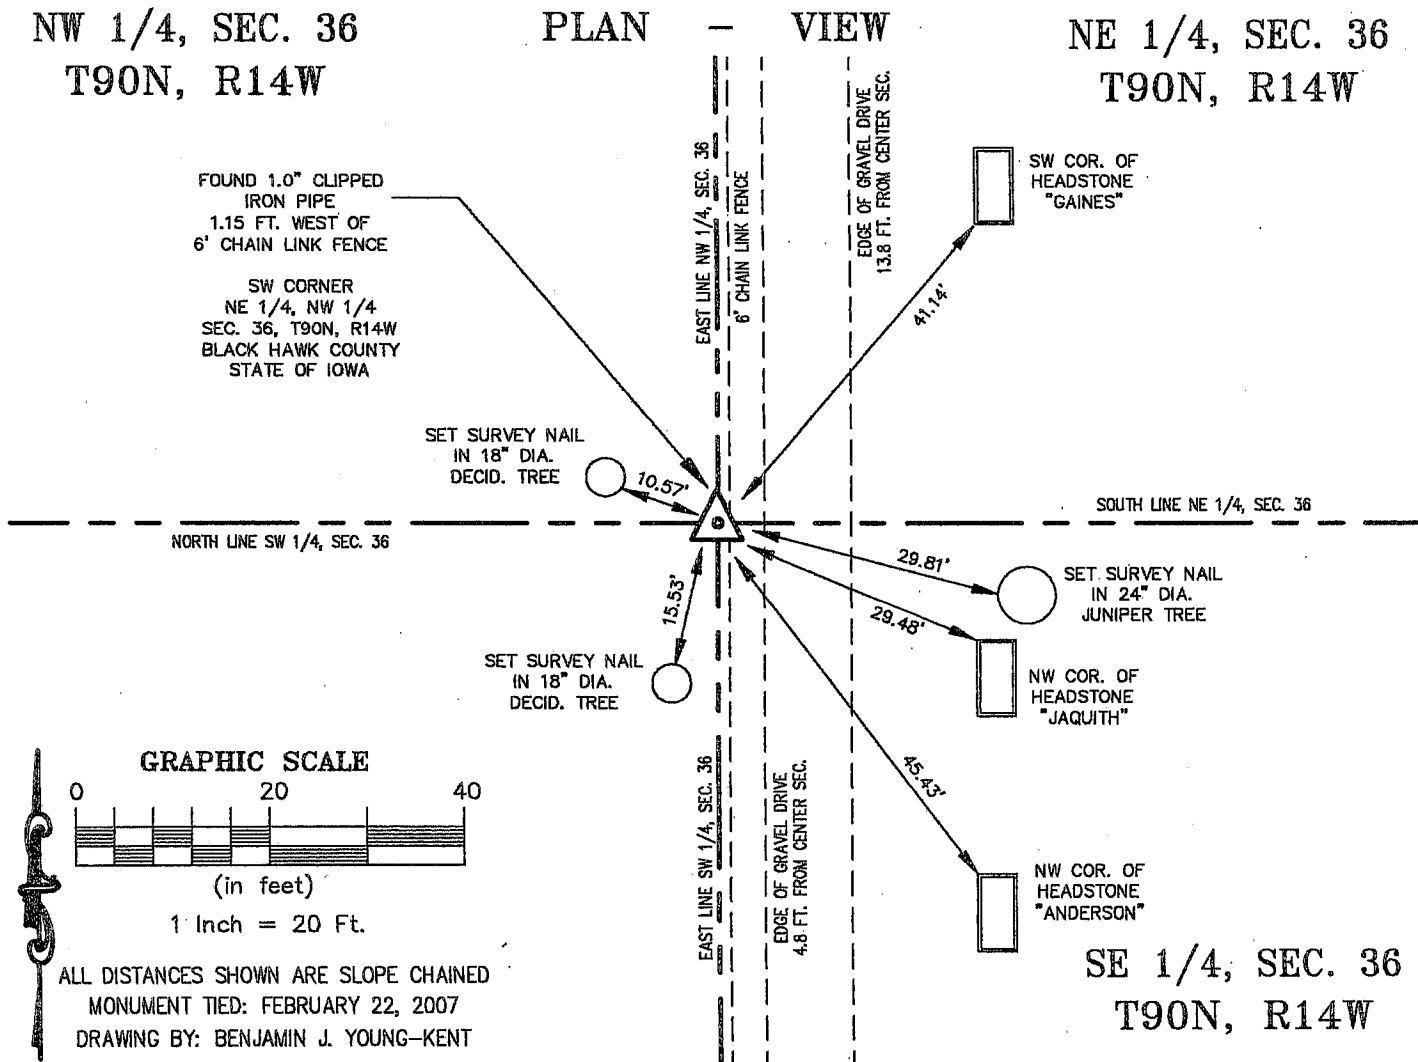 NW 1/4, SEC. 36
T90N, R14W
PLAN - VIEW
NE 1/4, SEC. 36
T90N, R14W
FOUND 1.0" CLIPPED
IRON PIPE
1.15 FT. WEST OF
6' CHAIN LINK FENCE
SW CORNER
NE 1/4, NW 1/4
SEC. 36, T90N, R14W
BLACK HAWK COUNTY
STATE OF IOWA
EAST LINE NW 1/4, SEC. 36
6' CHAIN LINK FENCE
EDGE OF GRAVEL DRIVE
13.8 FT. FROM CENTER SEC.
SW COR. OF
HEADSTONE
"GAINES"
41.14'
SET SURVEY NAIL
IN 18" DIA.
DECID. TREE
10.57'
NORTH LINE SW 1/4, SEC. 36
SOUTH LINE NE 1/4, SEC. 36
29.81'
SET SURVEY NAIL
IN 24" DIA.
JUNIPER TREE
29.48'
NW COR. OF
HEADSTONE
"JAQUITH"
15.53'
SET SURVEY NAIL
IN 18" DIA.
DECID. TREE
EAST LINE SW 1/4, SEC. 36
EDGE OF GRAVEL DRIVE
4.8 FT. FROM CENTER SEC.
45.43'
NW COR. OF
HEADSTONE
"ANDERSON"
GRAPHIC SCALE
0 20 40
(in feet)
1 Inch = 20 Ft.
ALL DISTANCES SHOWN ARE SLOPE CHAINED
MONUMENT TIED: FEBRUARY 22, 2007
DRAWING BY: BENJAMIN J. YOUNG-KENT
SE 1/4, SEC. 36
T90N, R14W